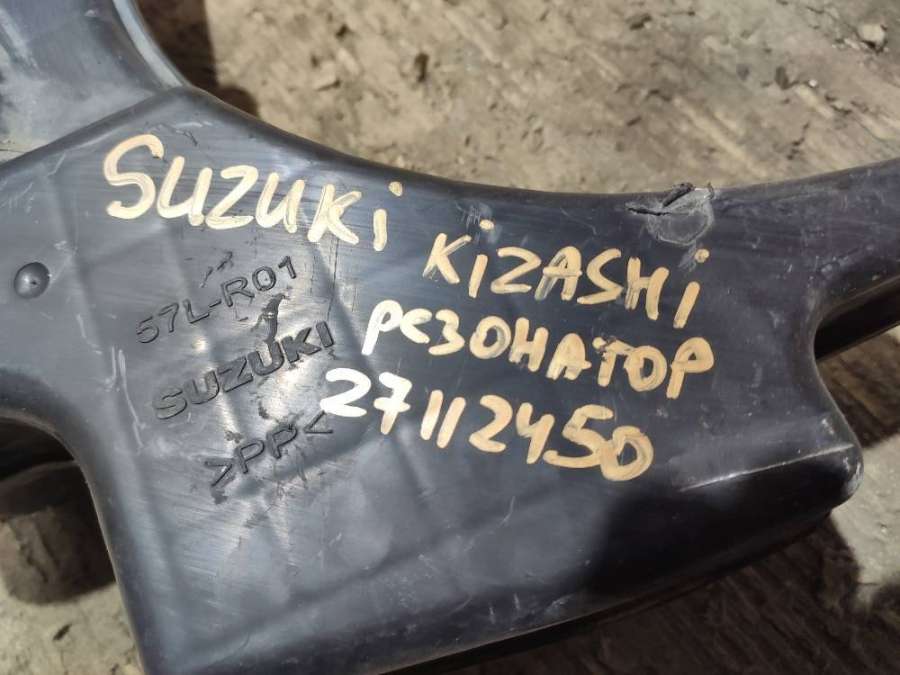 SUZUKi
KiZASHi
РЕЗОНАТОР
27112450
57L-R01
SUZUKI
>PP<